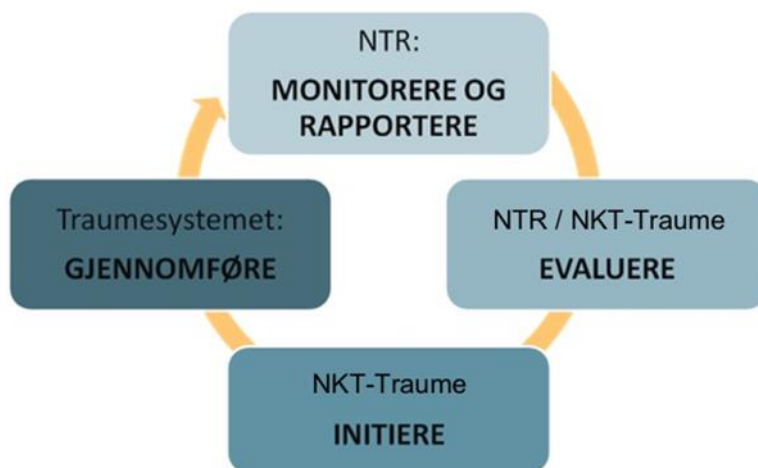 NTR:
MONITORERE OG
RAPPORTERE
NTR / NKT-Traume
EVALUERE
NKT-Traume
INITIERE
Traumesystemet:
GJENNOMFØRE